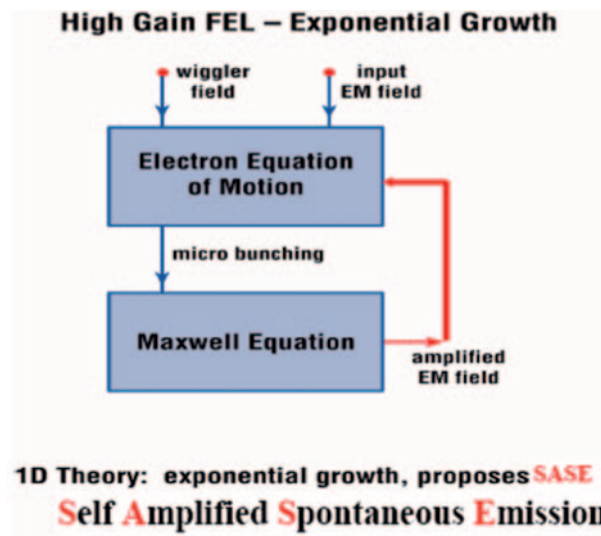 High Gain FEL – Exponential Growth
wiggler
field
input
EM field
Electron Equation
of Motion
micro bunching
Maxwell Equation
amplified
EM field
1D Theory: exponential growth, proposes SASE
Self Amplified Spontaneous Emission